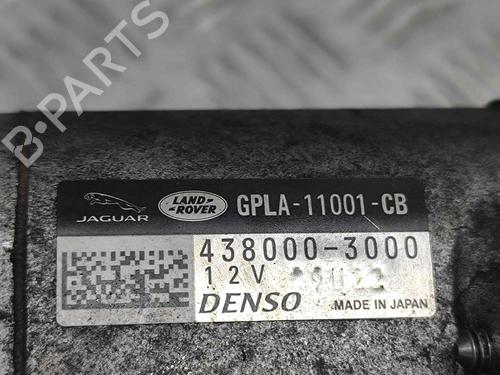 B-PARTS
JAGUAR
LAND-
-ROVER
GPLA-11001-CB
438000-3000
12V
DENSO
MADE IN JAPAN